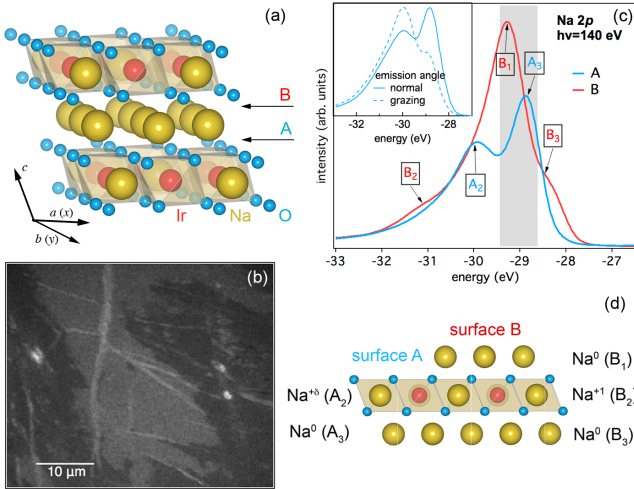 (a)
B
A
c
a (x)
b (y)
Ir
Na
O
(b)
10 μm
(c)
Na 2p
hν=140 eV
emission angle
normal
grazing
-30
-28
energy (eV)
A
B
B₁
A₃
B₃
B₂
A₂
intensity (arb. units)
-33
-32
-31
-30
-29
-28
-27
energy (eV)
(d)
surface B
surface A
Na⁰ (B₁)
Na⁺ᵟ (A₂)
Na⁺¹ (B₂)
Na⁰ (A₃)
Na⁰ (B₃)